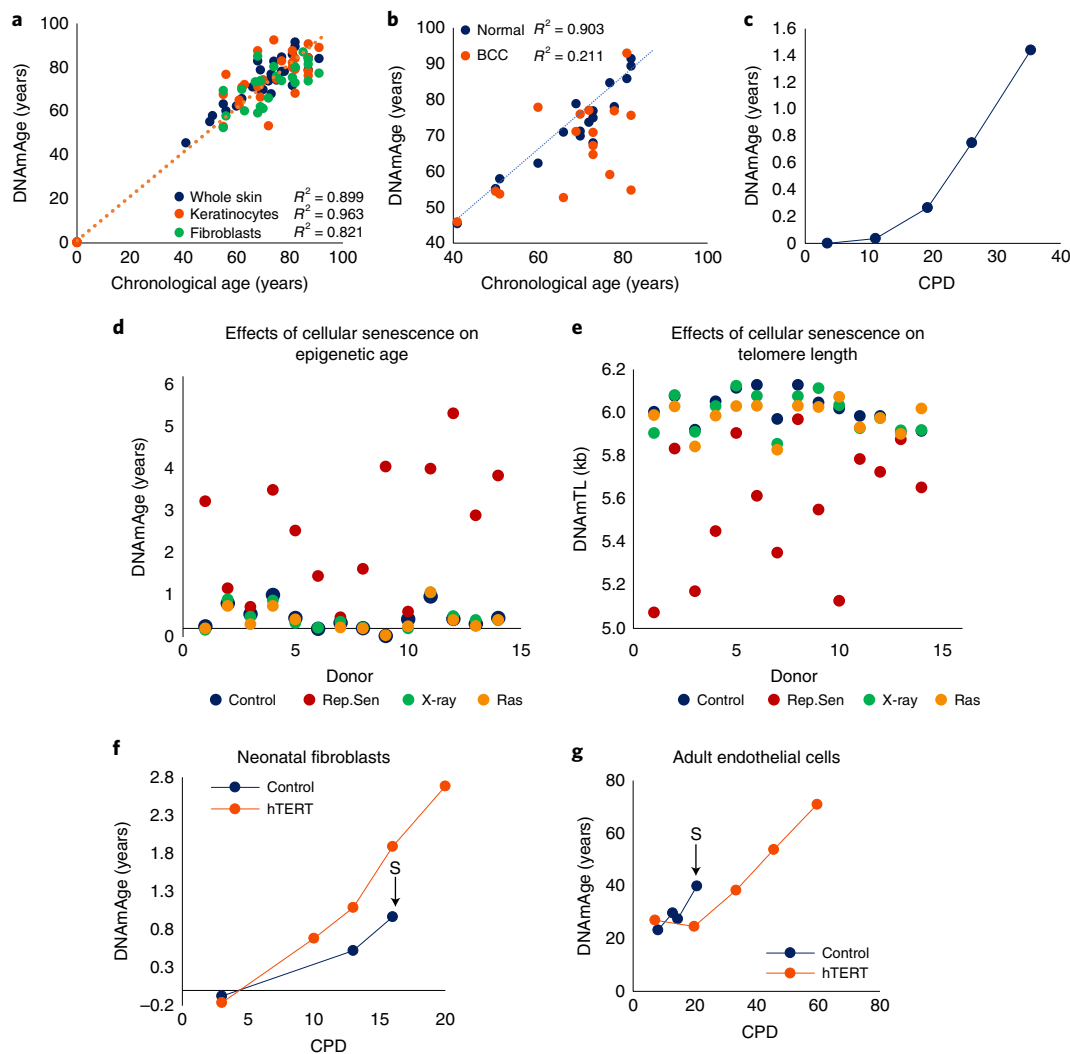 a
DNAmAge (years)
100
80
60
40
20
0
0 20 40 60 80 100
Chronological age (years)
Whole skin R² = 0.899
Keratinocytes R² = 0.963
Fibroblasts R² = 0.821
b
DNAmAge (years)
100
90
80
70
60
50
40
40 60 80 100
Chronological age (years)
Normal R² = 0.903
BCC R² = 0.211
c
DNAmAge (years)
1.6
1.4
1.2
1.0
0.8
0.6
0.4
0.2
0
0 10 20 30 40
CPD
d
Effects of cellular senescence on
epigenetic age
DNAmAge (years)
6
5
4
3
2
1
0
5 10 15
Donor
Control Rep.Sen X-ray Ras
e
Effects of cellular senescence on
telomere length
DNAmTL (kb)
6.2
6.0
5.8
5.6
5.4
5.2
5.0
0 5 10 15
Donor
Control Rep.Sen X-ray Ras
f
Neonatal fibroblasts
DNAmAge (years)
2.8
2.3
1.8
1.3
0.8
0.3
–0.2
0 5 10 15 20
CPD
Control
hTERT
S
g
Adult endothelial cells
DNAmAge (years)
80
60
40
20
0
0 20 40 60 80
CPD
S
Control
hTERT